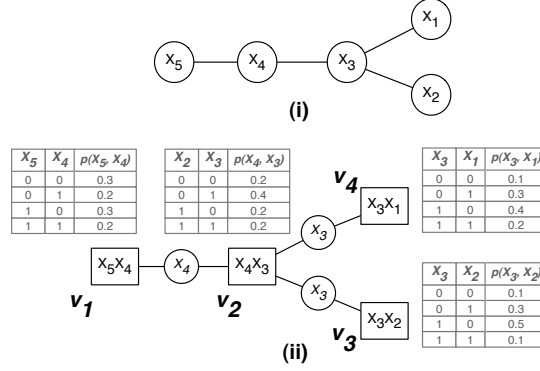 X1
X5 X4 X3
X2
(i)
X5 X4 p(X5, X4)
0 0 0.3
0 1 0.2
1 0 0.3
1 1 0.2
X2 X3 p(X4, X3)
0 0 0.2
0 1 0.4
1 0 0.2
1 1 0.2
X3 X1 p(X3, X1)
0 0 0.1
0 1 0.3
1 0 0.4
1 1 0.2
v4
X3X1
X3
X5X4 X4 X4X3
v1 v2
X3
X3X2
v3
X3 X2 p(X3, X2)
0 0 0.1
0 1 0.3
1 0 0.5
1 1 0.1
(ii)